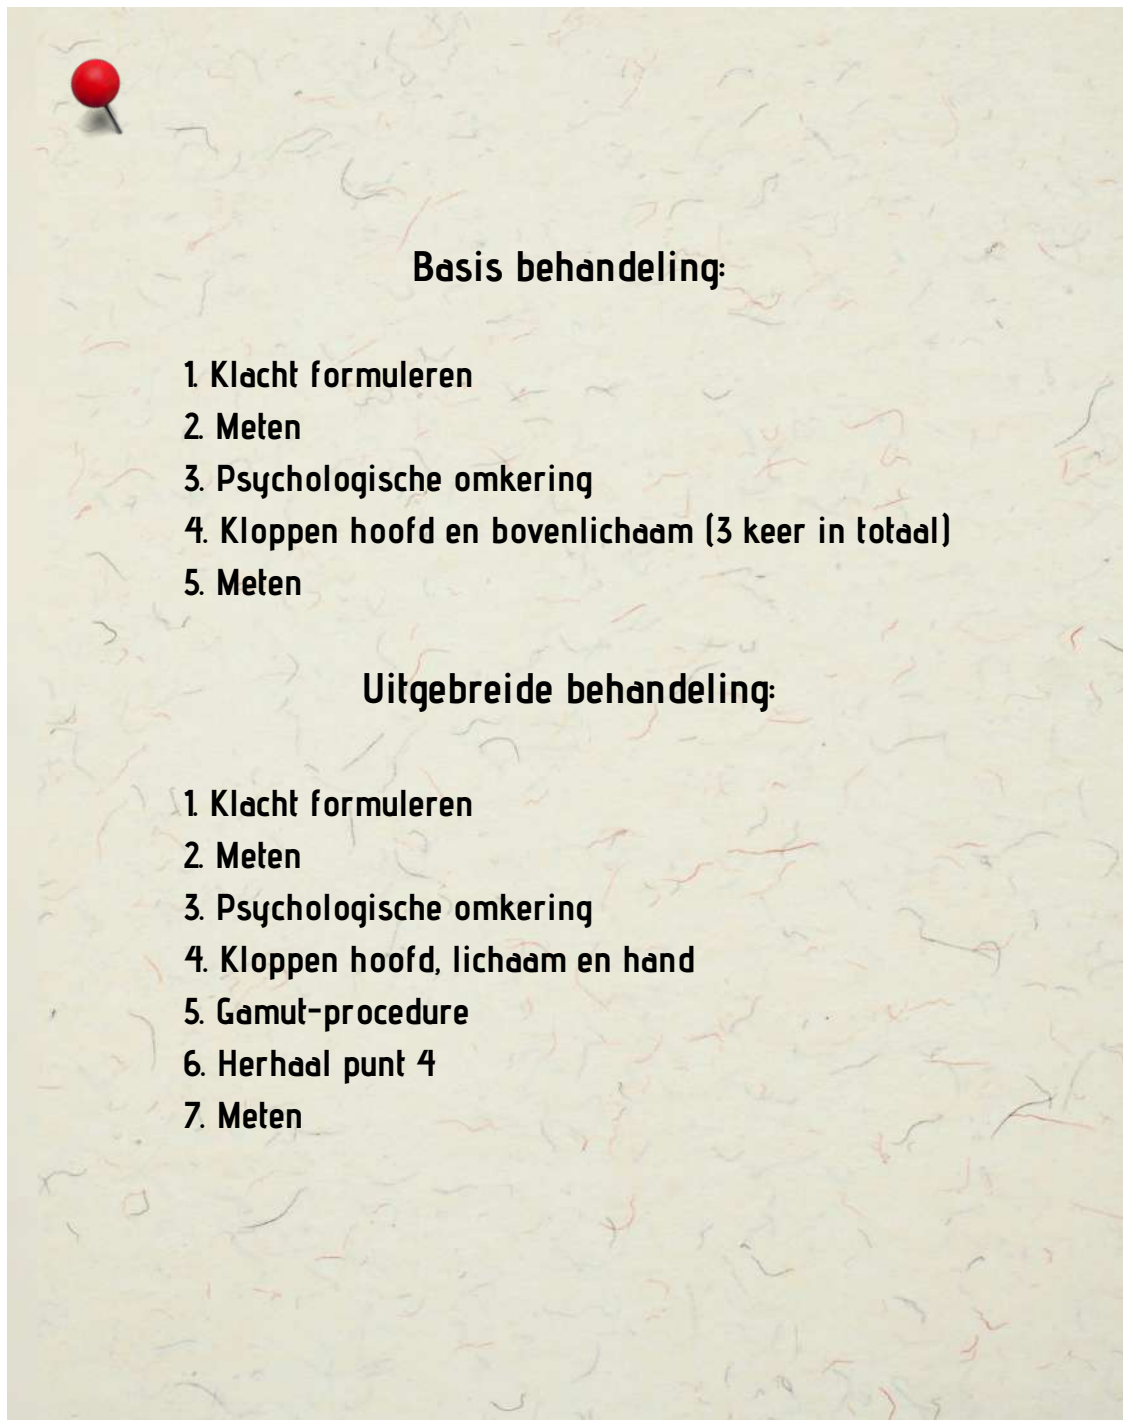 Basis behandeling:
1. Klacht formuleren
2. Meten
3. Psychologische omkering
4. Kloppen hoofd en bovenlichaam (3 keer in totaal)
5. Meten
Uitgebreide behandeling:
1. Klacht formuleren
2. Meten
3. Psychologische omkering
4. Kloppen hoofd, lichaam en hand
5. Gamut-procedure
6. Herhaal punt 4
7. Meten